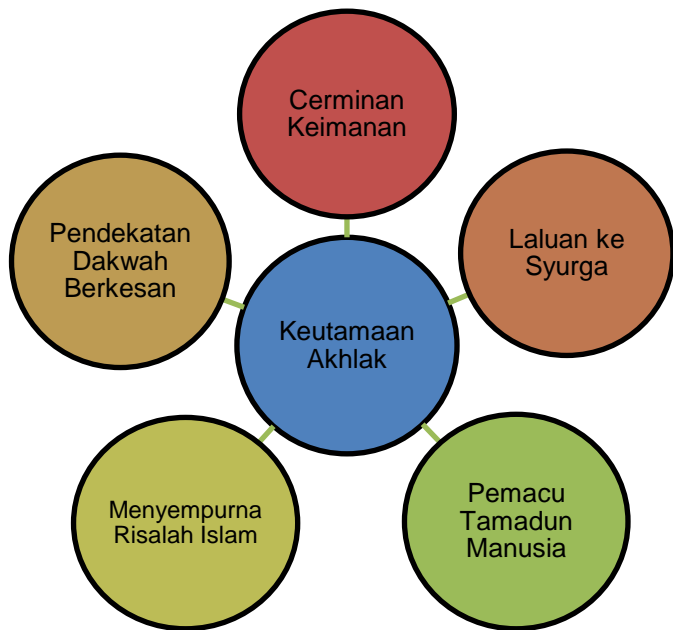 Cerminan
Keimanan
Laluan ke
Syurga
Pemacu
Tamadun
Manusia
Menyempurna
Risalah Islam
Pendekatan
Dakwah
Berkesan
Keutamaan
Akhlak